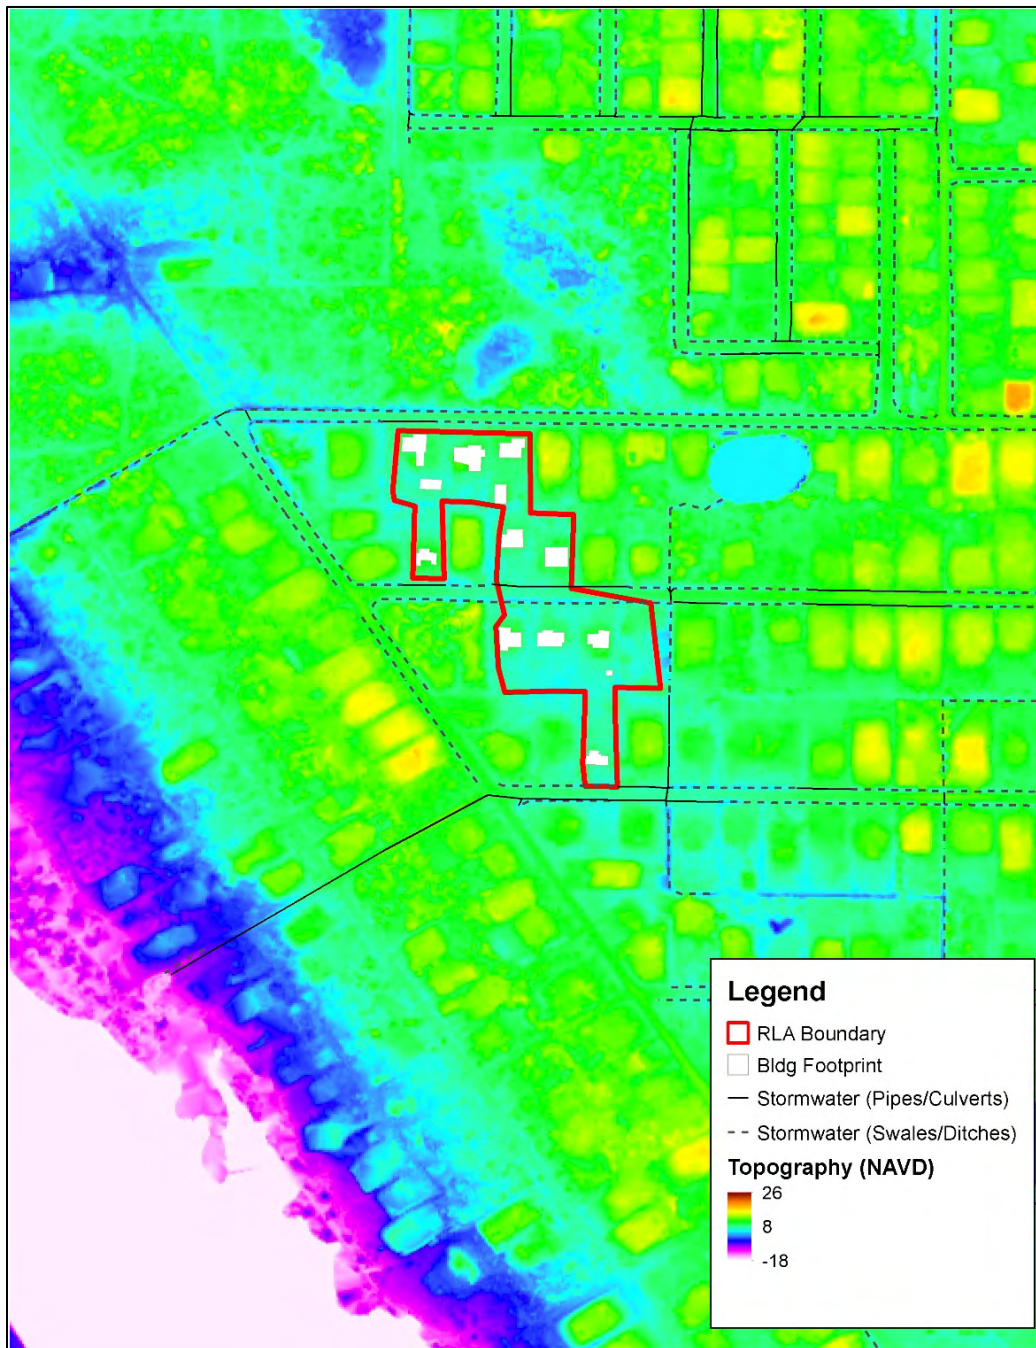 Legend
RLA Boundary
Bldg Footprint
Stormwater (Pipes/Culverts)
Stormwater (Swales/Ditches)
Topography (NAVD)
26
8
-18